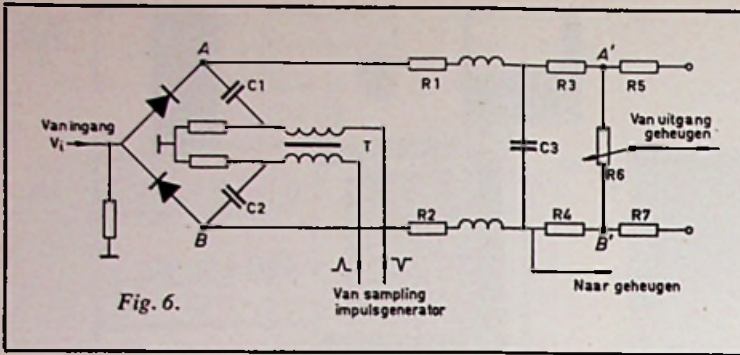 A
C1
R1
A'
R3
R5
Van ingang
Vi
T
C3
Van uitgang
geheugen
R6
C2
B
R2
R4
B'
R7
Naar geheugen
Van sampling
impulsgenerator
Fig. 6.